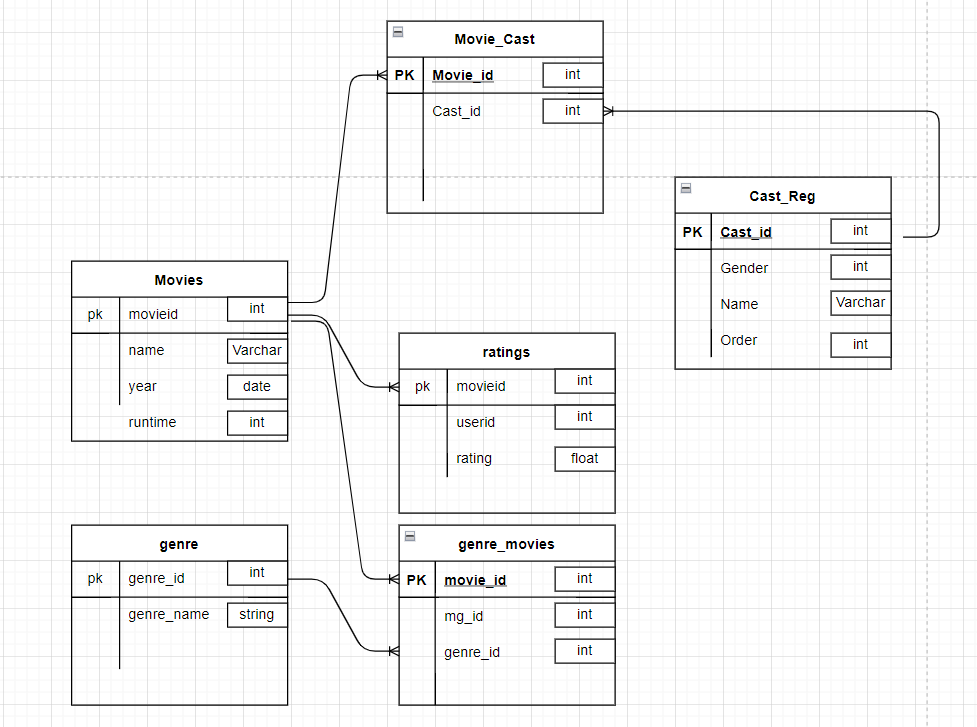 Movie_Cast
PK Movie_id int
Cast_id int
Cast_Reg
PK Cast_id int
Gender int
Name Varchar
Order int
Movies
pk movieid int
name Varchar
year date
runtime int
ratings
pk movieid int
userid int
rating float
genre
pk genre_id int
genre_name string
genre_movies
PK movie_id int
mg_id int
genre_id int